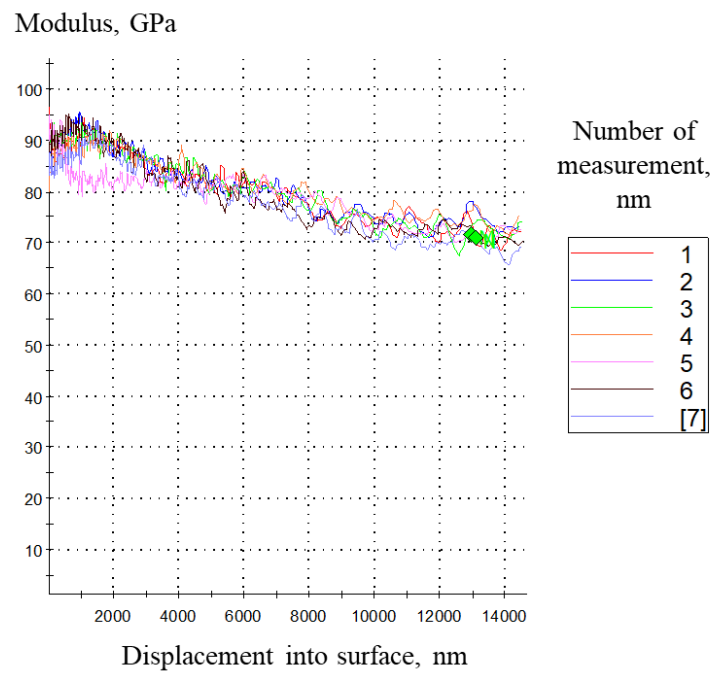 Modulus, GPa
100
90
80
70
60
50
40
30
20
10
2000 4000 6000 8000 10000 12000 14000
Displacement into surface, nm
Number of
measurement,
nm
1
2
3
4
5
6
[7]